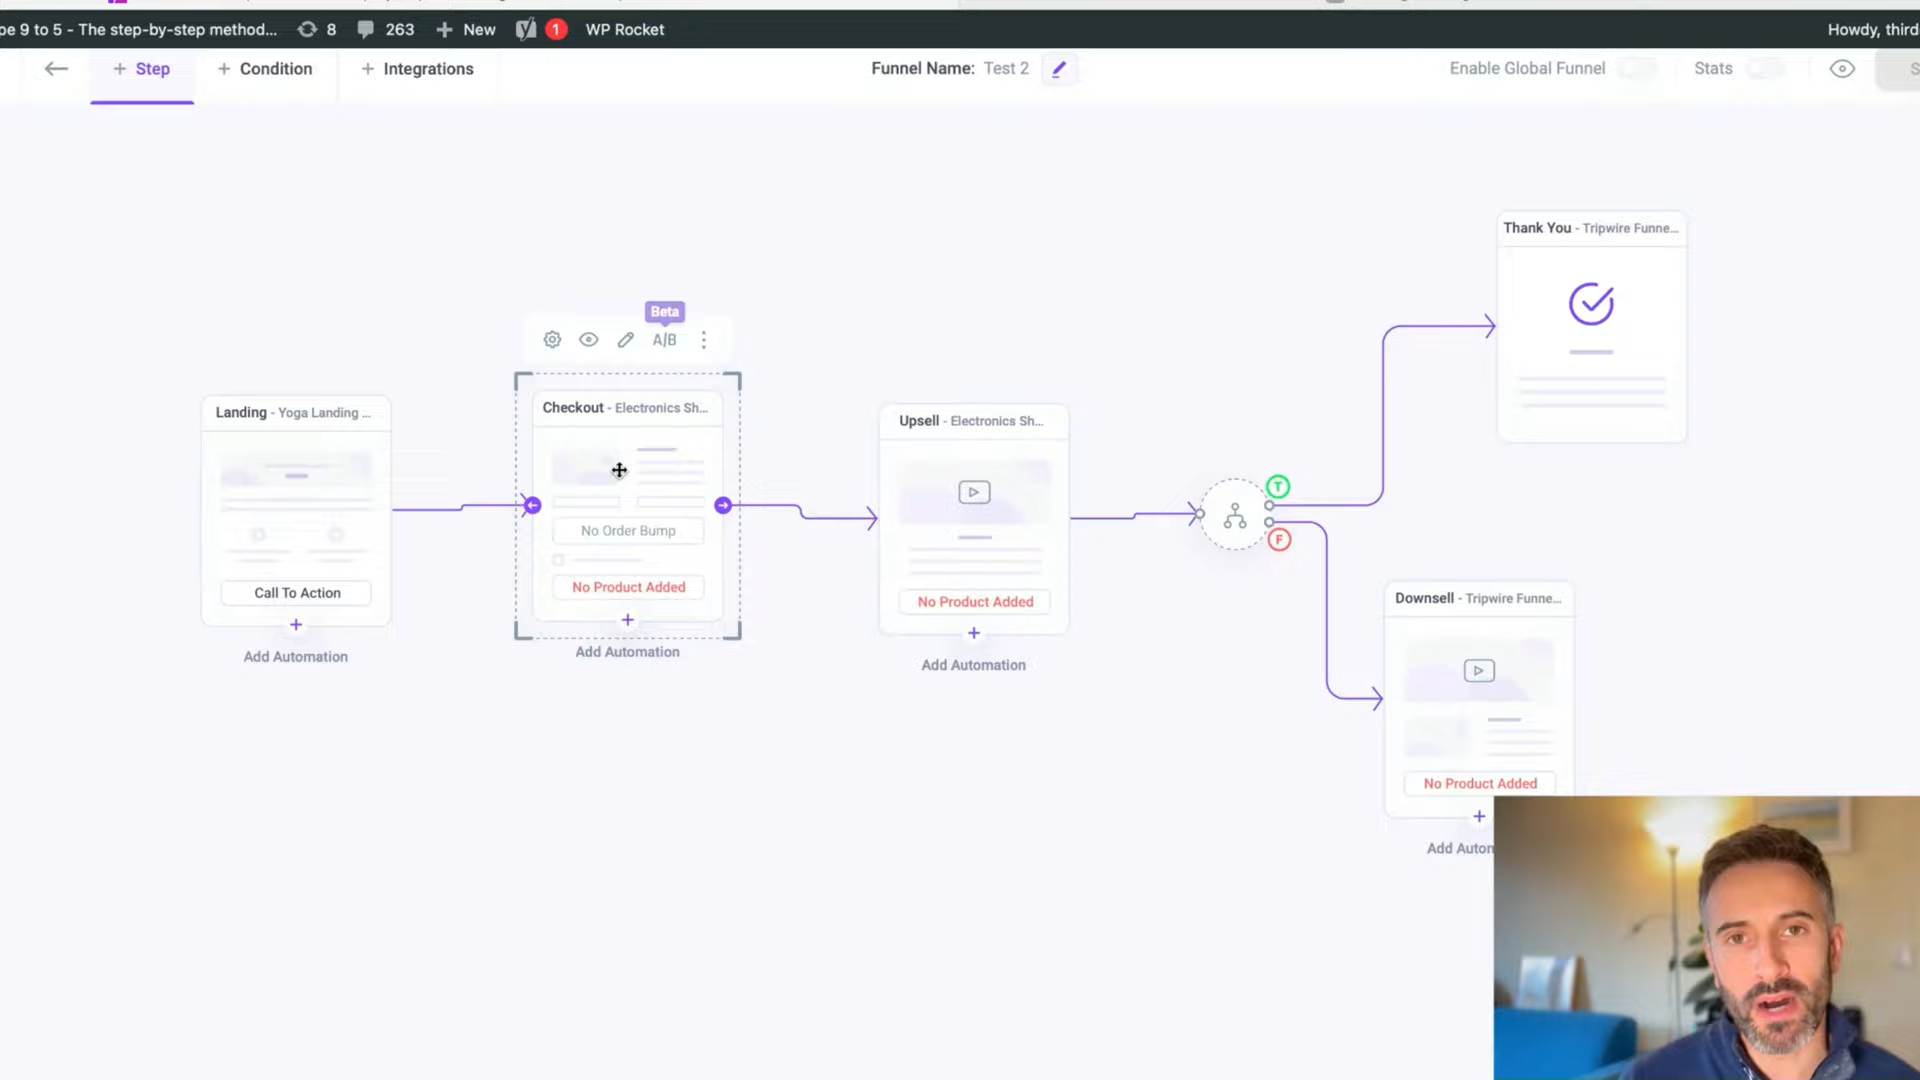 pe 9 to 5 - The step-by-step method... 8 263 + New 1 WP Rocket Howdy, third
+ Step + Condition + Integrations Funnel Name: Test 2 Enable Global Funnel Stats S
Thank You - Tripwire Funne...
Beta
A/B
Landing - Yoga Landing ...
Call To Action
+
Add Automation
Checkout - Electronics Sh...
No Order Bump
No Product Added
+
Add Automation
Upsell - Electronics Sh...
No Product Added
+
Add Automation
T
F
Downsell - Tripwire Funne...
No Product Added
+
Add Autom